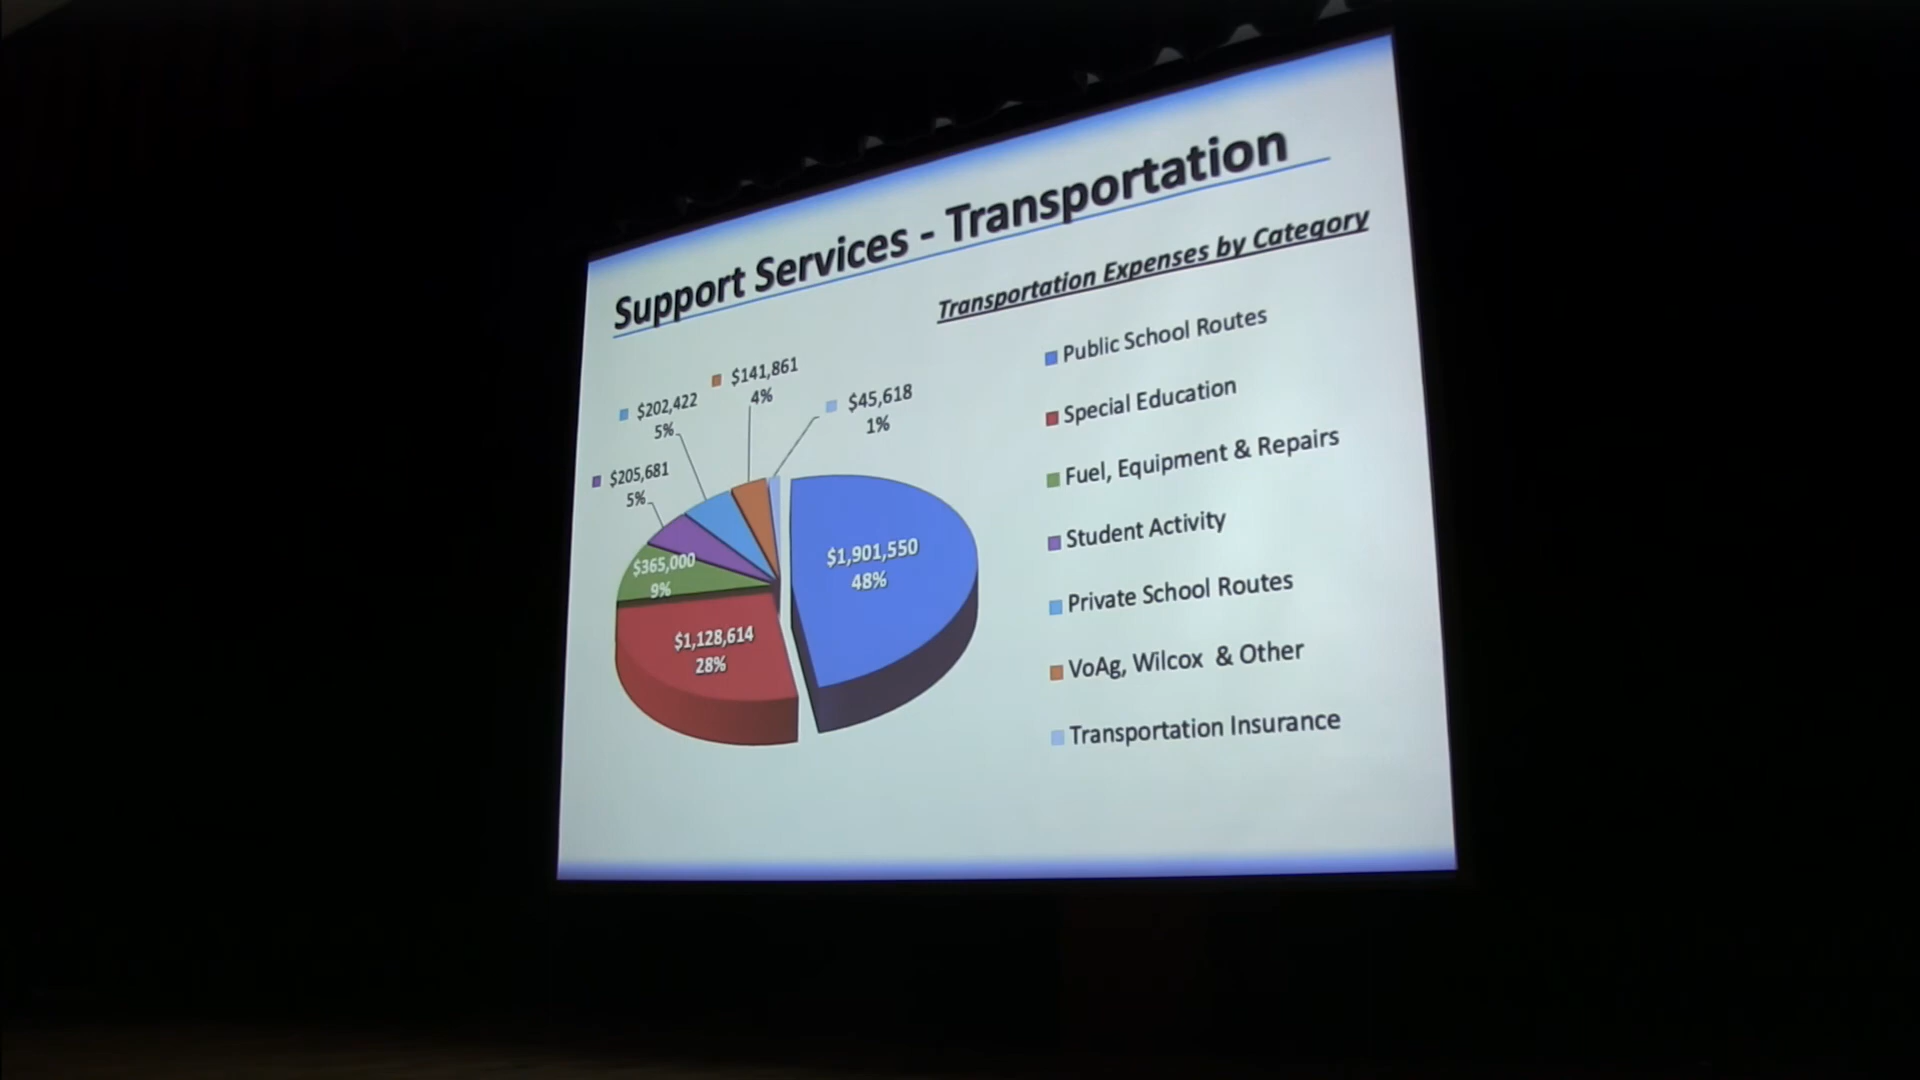 Support Services - Transportation
Transportation Expenses by Category
$141,861
4%
$202,422
5%
$45,618
1%
$205,681
5%
$365,000
9%
$1,901,550
48%
$1,128,614
28%
Public School Routes
Special Education
Fuel, Equipment & Repairs
Student Activity
Private School Routes
VoAg, Wilcox & Other
Transportation Insurance